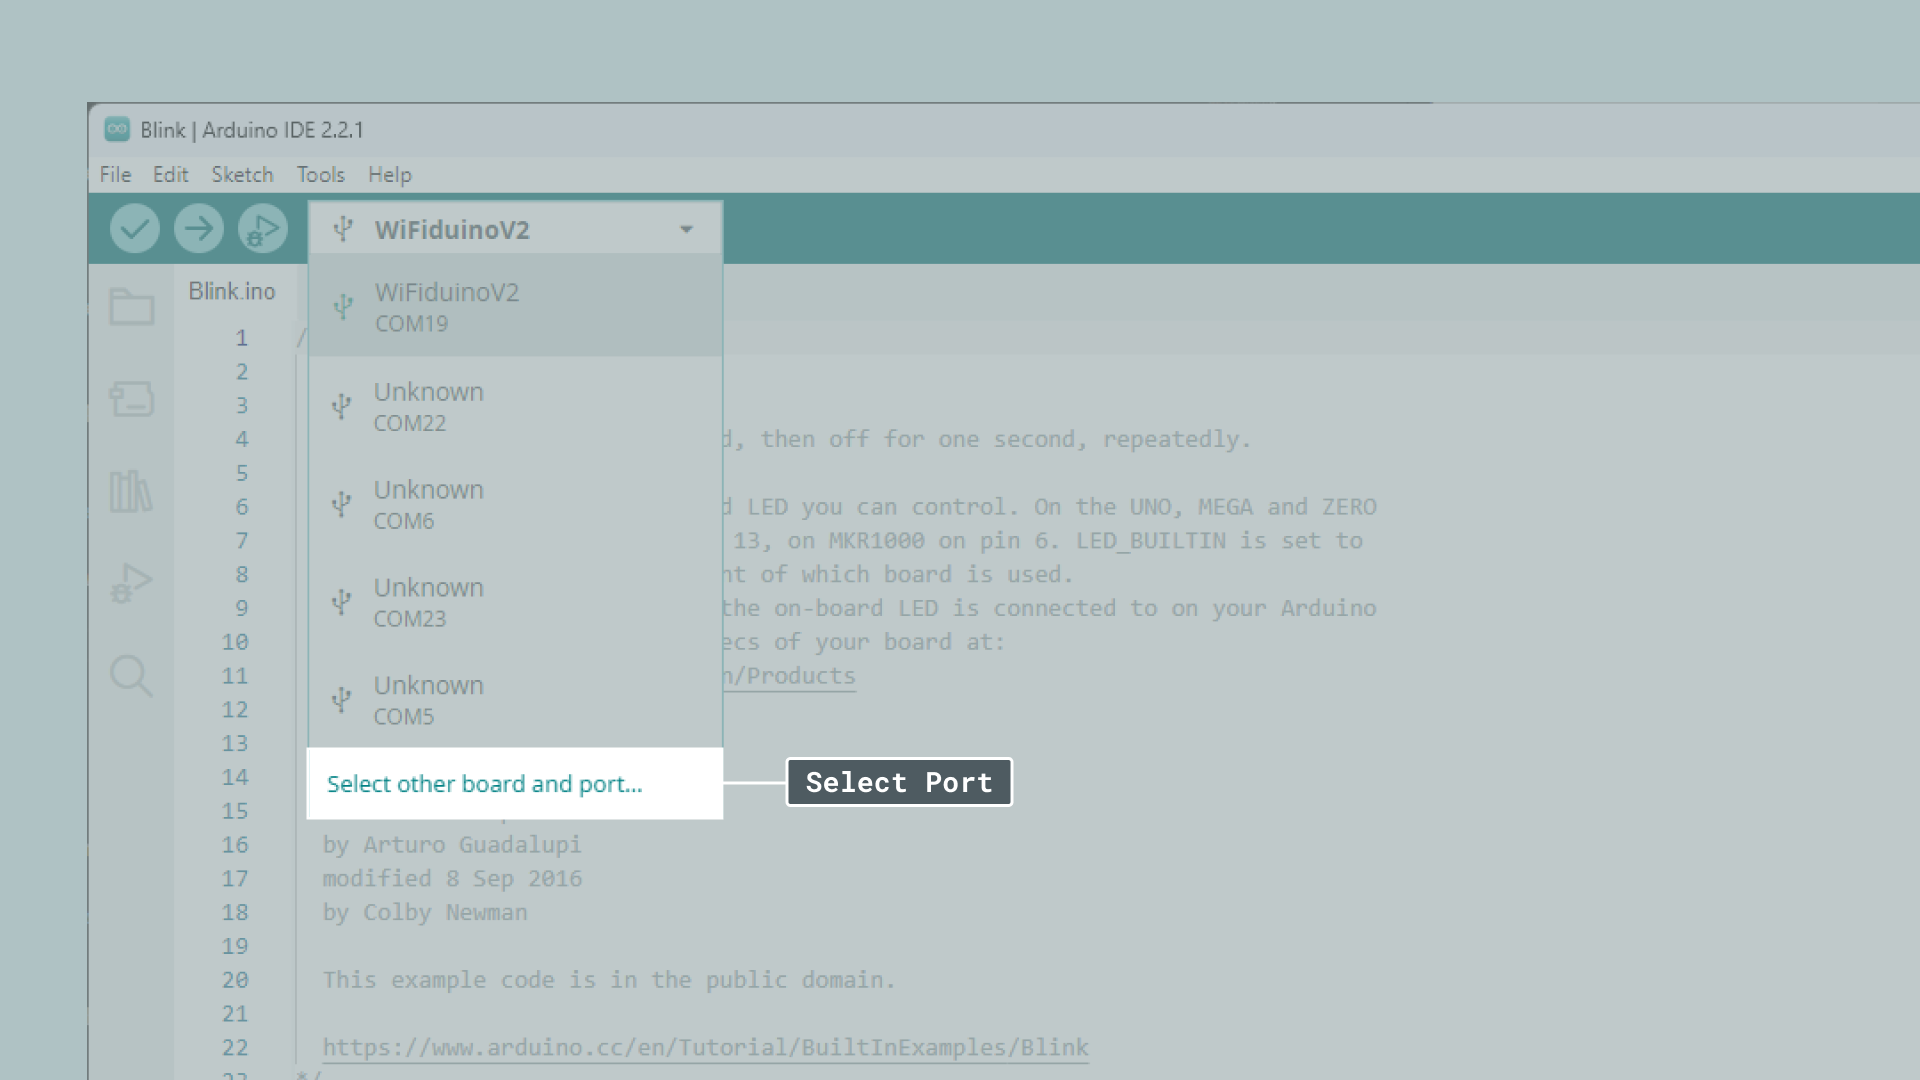 Blink | Arduino IDE 2.2.1
File Edit Sketch Tools Help
WiFiduinoV2
Blink.ino
WiFiduinoV2
COM19
Unknown
COM22
Unknown
COM6
Unknown
COM23
Unknown
COM5
Select other board and port...
Select Port
1 /
2
3
4 d, then off for one second, repeatedly.
5
6 d LED you can control. On the UNO, MEGA and ZERO
7 13, on MKR1000 on pin 6. LED_BUILTIN is set to
8 nt of which board is used.
9 the on-board LED is connected to on your Arduino
10 ecs of your board at:
11 n/Products
12
13
14
15
16 by Arturo Guadalupi
17 modified 8 Sep 2016
18 by Colby Newman
19
20 This example code is in the public domain.
21
22 https://www.arduino.cc/en/Tutorial/BuiltInExamples/Blink
23 */